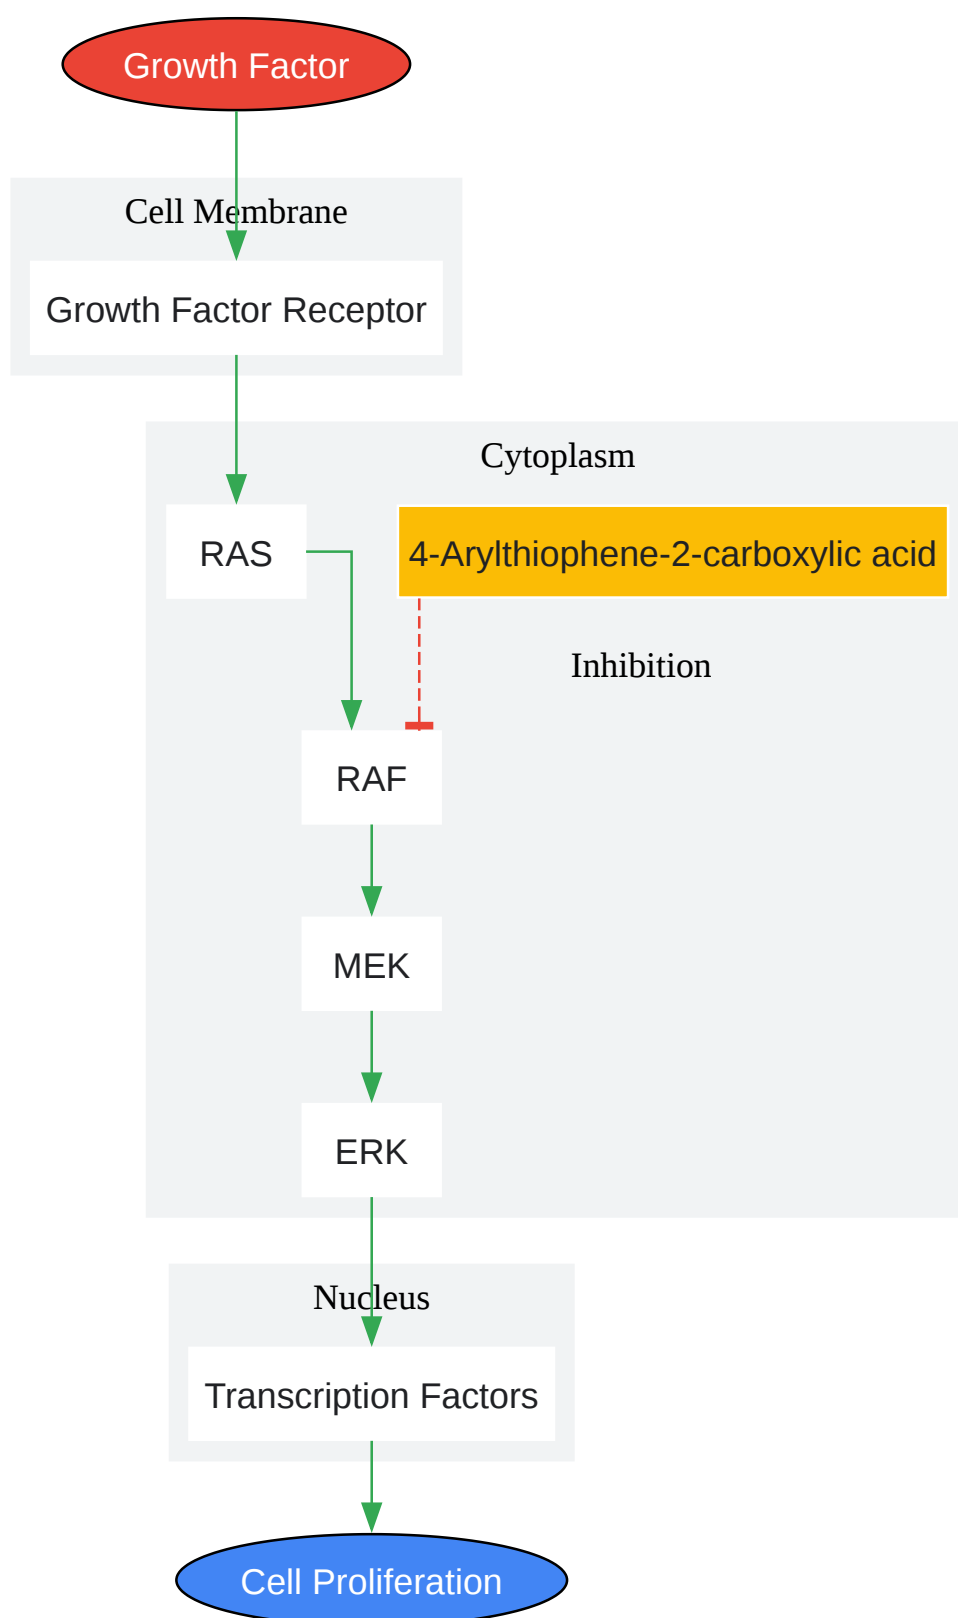 Growth Factor
Cell Membrane
Growth Factor Receptor
Cytoplasm
RAS
4-Arylthiophene-2-carboxylic acid
Inhibition
RAF
MEK
ERK
Nucleus
Transcription Factors
Cell Proliferation